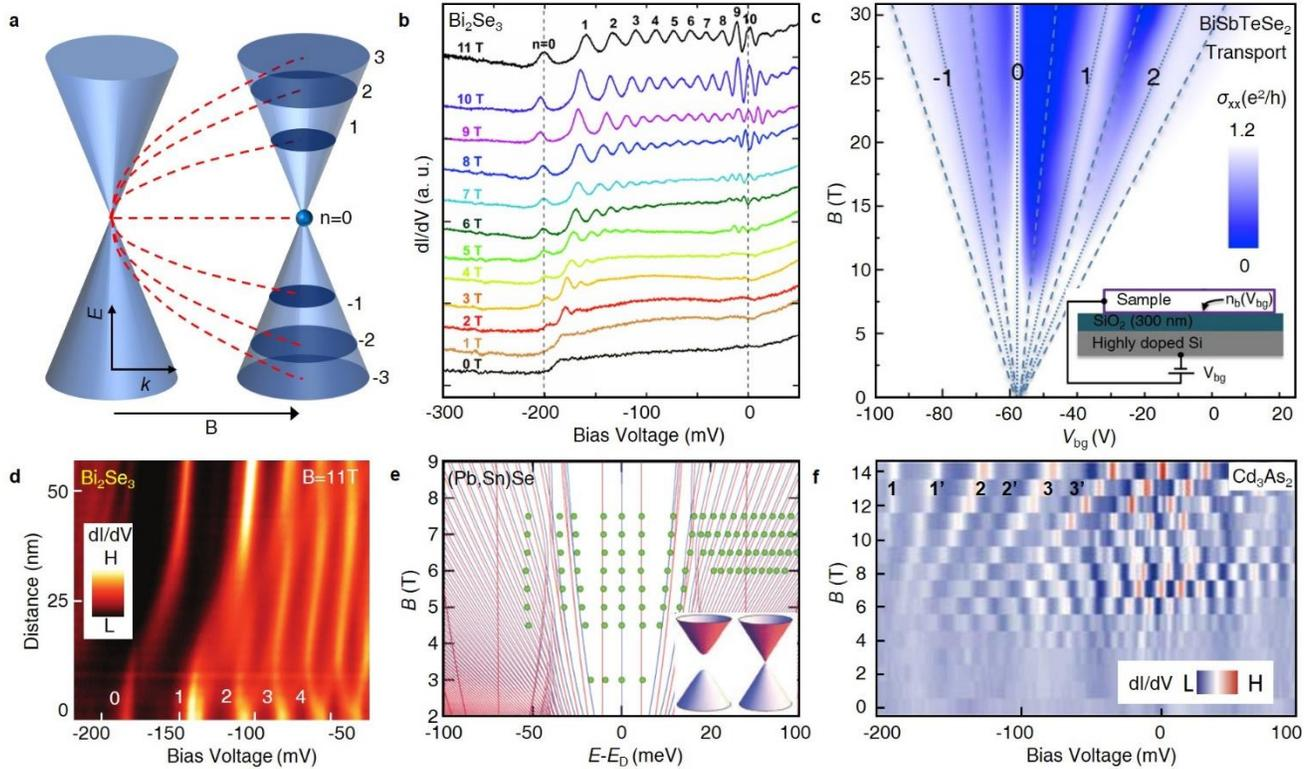 a
3
2
1
n=0
-1
-2
-3
E
k
B
b
Bi₂Se₃
n=0 1 2 3 4 5 6 7 8 9 10
11 T
10 T
9 T
8 T
7 T
6 T
5 T
4 T
3 T
2 T
1 T
0 T
dI/dV (a. u.)
-300 -200 -100 0
Bias Voltage (mV)
c
BiSbTeSe₂
Transport
-1 0 1 2
σxx(e²/h)
1.2
0
30
25
20
15
10
5
0
B (T)
Sample
nb(Vbg)
SiO₂ (300 nm)
Highly doped Si
Vbg
-100 -80 -60 -40 -20 0 20
Vbg (V)
d
Bi₂Se₃
B=11T
dI/dV
H
L
50
25
0
Distance (nm)
0 1 2 3 4
-200 -150 -100 -50
Bias Voltage (mV)
e
(Pb,Sn)Se
9
8
7
6
5
4
3
2
B (T)
-100 -50 0 20 100
E-ED (meV)
f
Cd₃As₂
1 1' 2 2' 3 3'
14
12
10
8
6
4
2
0
B (T)
dI/dV L H
-200 -100 0 100
Bias Voltage (mV)